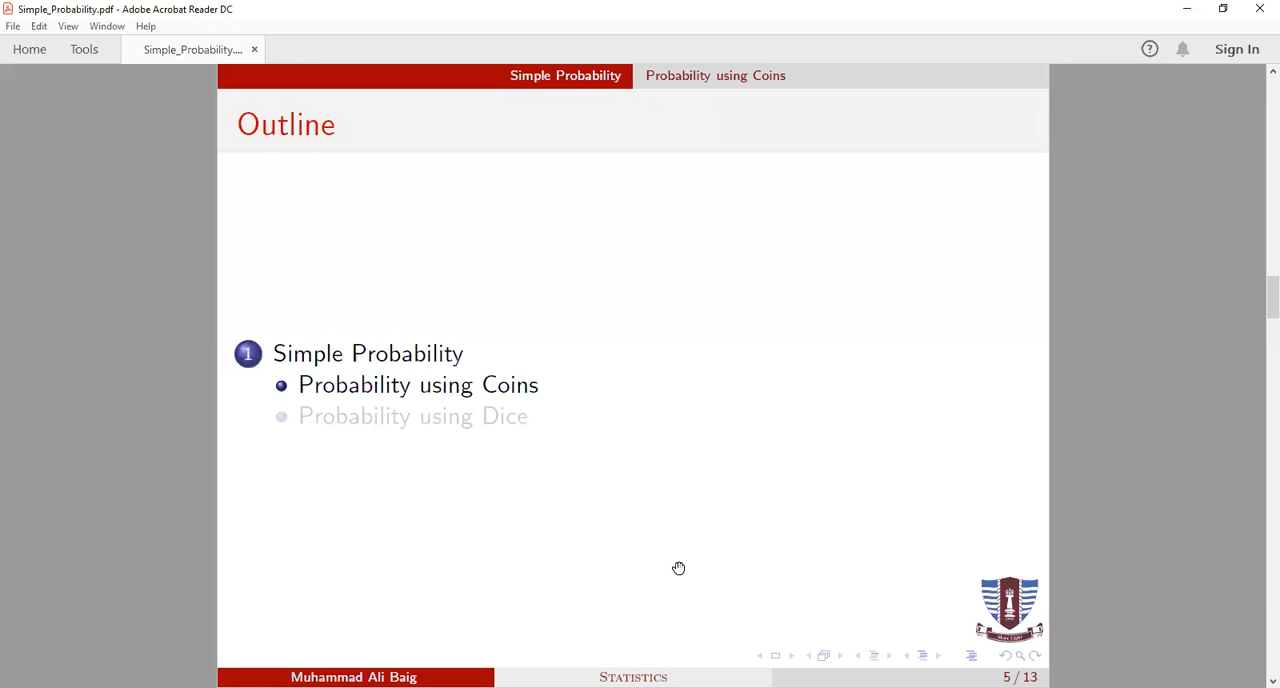 Simple_Probability.pdf - Adobe Acrobat Reader DC
File Edit View Window Help
Home Tools Simple_Probability.... × Sign In
Simple Probability Probability using Coins
Outline
1 Simple Probability
Probability using Coins
Probability using Dice
Muhammad Ali Baig Statistics 5 / 13